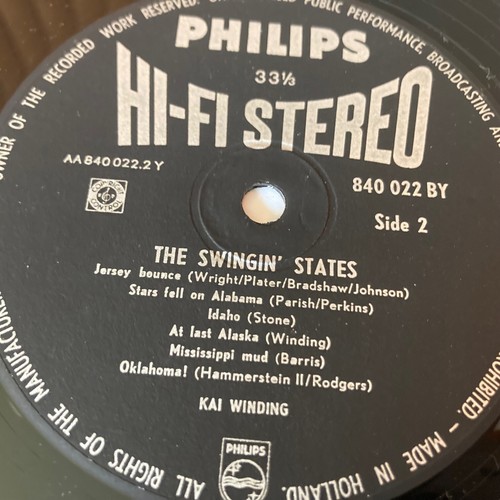 PHILIPS
33⅓
HI-FI STEREO
AA 840 022.2 Y
840 022 BY
COPYRIGHT
CONTROL
Side 2
THE SWINGIN' STATES
Jersey bounce (Wright/Plater/Bradshaw/Johnson)
Stars fell on Alabama (Parish/Perkins)
Idaho (Stone)
At last Alaska (Winding)
Mississippi mud (Barris)
Oklahoma! (Hammerstein II/Rodgers)
KAI WINDING
PHILIPS
ALL RIGHTS OF THE MANUFACTURER
OWNER OF THE RECORDED WORK RESERVED.
PUBLIC PERFORMANCE, BROADCASTING
PROHIBITED. – MADE IN HOLLAND.